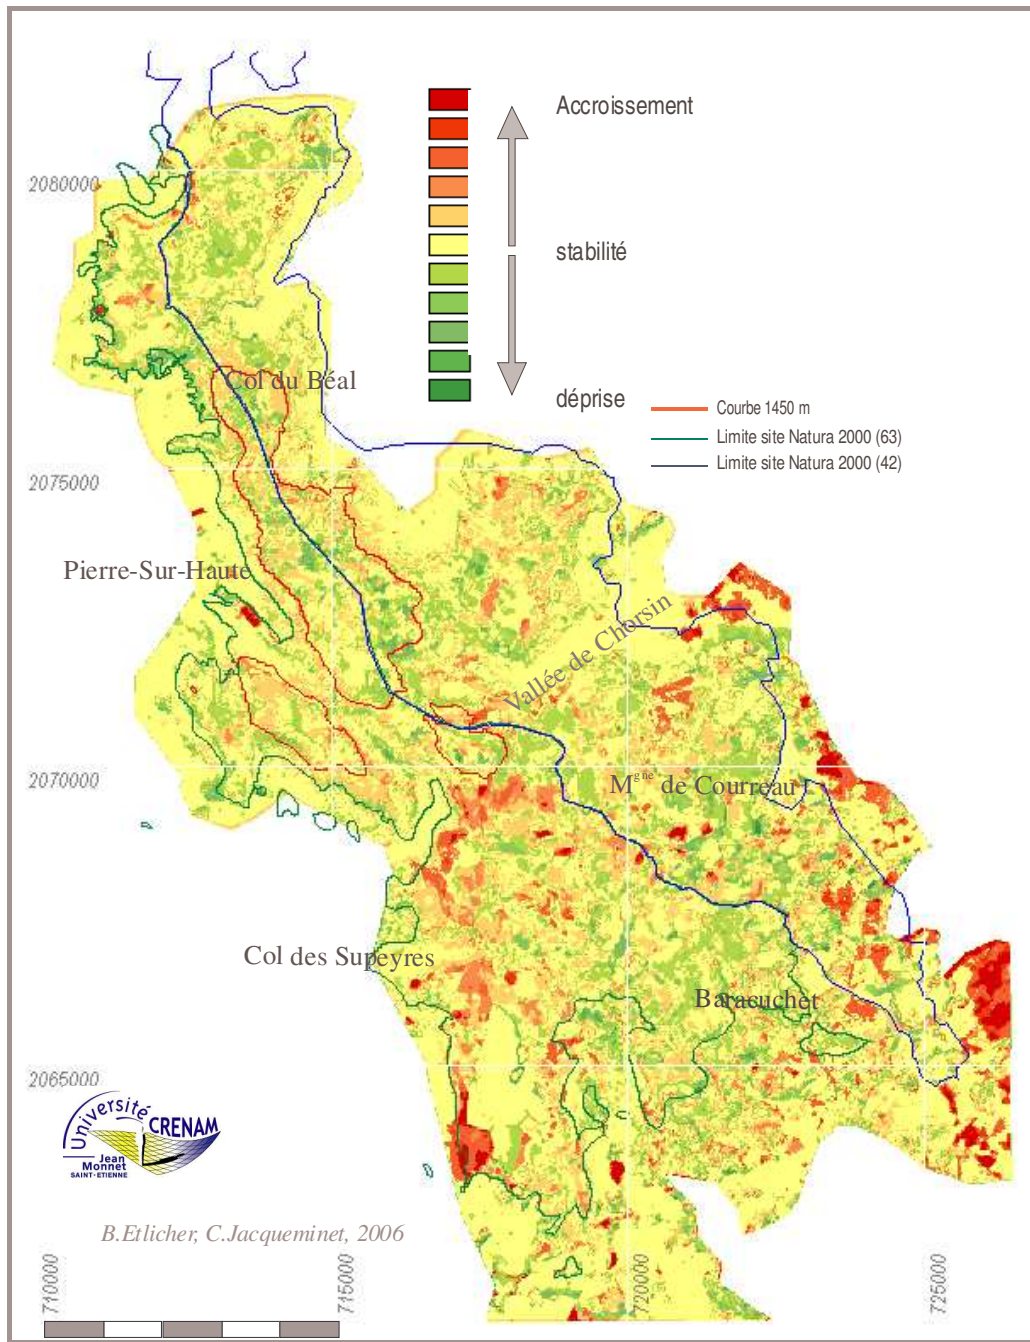 Accroissement
2080000
stabilité
Col du Béal
déprise
Courbe 1450 m
Limite site Natura 2000 (63)
Limite site Natura 2000 (42)
2075000
Pierre-Sur-Haute
Vallée de Chorsin
2070000
Mgne de Courreau
Col des Supeyres
Baracuchet
2065000
Université
CRENAM
Jean
Monnet
SAINT-ETIENNE
B.Etlicher, C.Jacqueminet, 2006
710000
715000
720000
725000